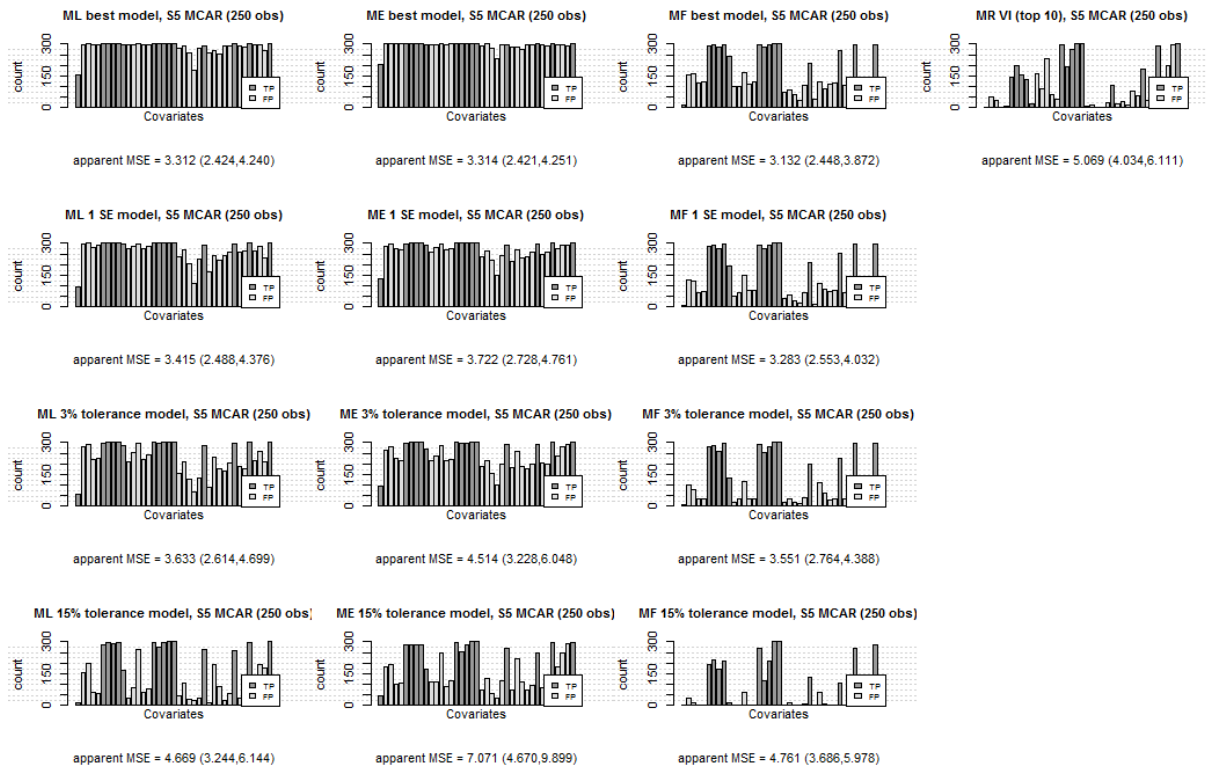 ML best model, S5 MCAR (250 obs)
ME best model, S5 MCAR (250 obs)
MF best model, S5 MCAR (250 obs)
MR VI (top 10), S5 MCAR (250 obs)
count
0 150 300
TP
FP
Covariates
count
0 150 300
TP
FP
Covariates
count
0 150 300
TP
FP
Covariates
count
0 150 300
TP
FP
Covariates
apparent MSE = 3.312 (2.424,4.240)
apparent MSE = 3.314 (2.421,4.251)
apparent MSE = 3.132 (2.448,3.872)
apparent MSE = 5.069 (4.034,6.111)
ML 1 SE model, S5 MCAR (250 obs)
ME 1 SE model, S5 MCAR (250 obs)
MF 1 SE model, S5 MCAR (250 obs)
count
0 150 300
TP
FP
Covariates
count
0 150 300
TP
FP
Covariates
count
0 150 300
TP
FP
Covariates
apparent MSE = 3.415 (2.488,4.376)
apparent MSE = 3.722 (2.728,4.761)
apparent MSE = 3.283 (2.553,4.032)
ML 3% tolerance model, S5 MCAR (250 obs)
ME 3% tolerance model, S5 MCAR (250 obs)
MF 3% tolerance model, S5 MCAR (250 obs)
count
0 150 300
TP
FP
Covariates
count
0 150 300
TP
FP
Covariates
count
0 150 300
TP
FP
Covariates
apparent MSE = 3.633 (2.614,4.699)
apparent MSE = 4.514 (3.228,6.048)
apparent MSE = 3.551 (2.764,4.388)
ML 15% tolerance model, S5 MCAR (250 obs)
ME 15% tolerance model, S5 MCAR (250 obs)
MF 15% tolerance model, S5 MCAR (250 obs)
count
0 150 300
TP
FP
Covariates
count
0 150 300
TP
FP
Covariates
count
0 150 300
TP
FP
Covariates
apparent MSE = 4.669 (3.244,6.144)
apparent MSE = 7.071 (4.670,9.899)
apparent MSE = 4.761 (3.686,5.978)